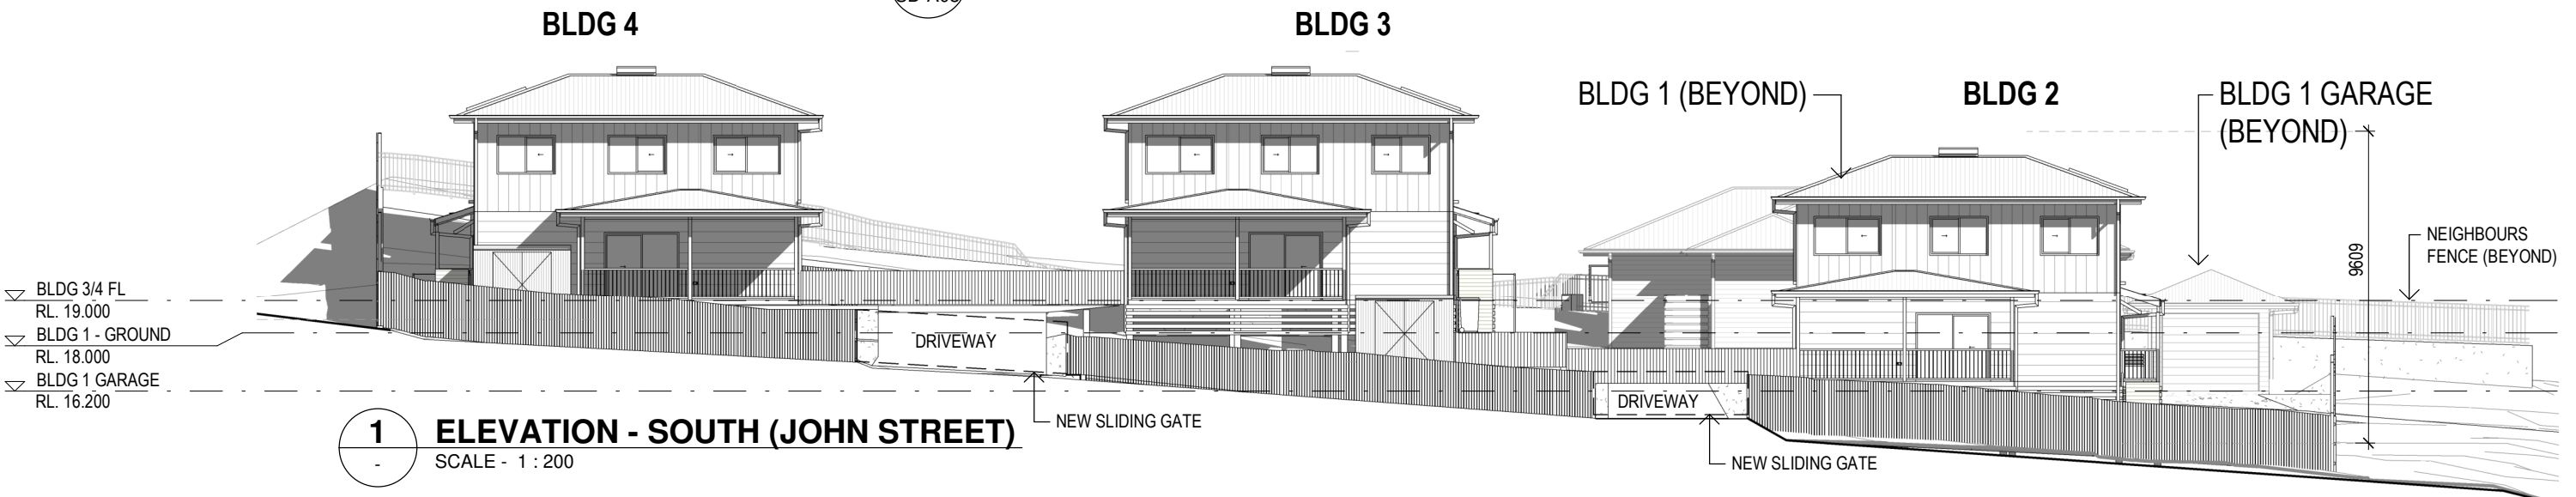 BLDG 4
BLDG 3
BLDG 1 (BEYOND)
BLDG 2
BLDG 1 GARAGE
(BEYOND)
9609
NEIGHBOURS
FENCE (BEYOND)
BLDG 3/4 FL
RL. 19.000
BLDG 1 - GROUND
RL. 18.000
BLDG 1 GARAGE
RL. 16.200
DRIVEWAY
DRIVEWAY
NEW SLIDING GATE
NEW SLIDING GATE
1
-
ELEVATION - SOUTH (JOHN STREET)
SCALE - 1 : 200